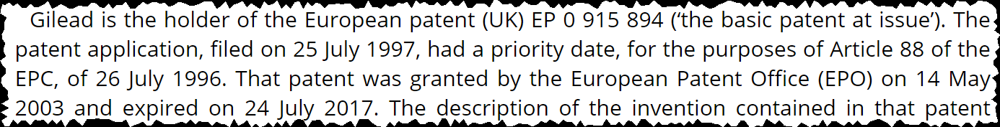 Gilead is the holder of the European patent (UK) EP 0 915 894 (‘the basic patent at issue’). The
patent application, filed on 25 July 1997, had a priority date, for the purposes of Article 88 of the
EPC, of 26 July 1996. That patent was granted by the European Patent Office (EPO) on 14 May
2003 and expired on 24 July 2017. The description of the invention contained in that patent